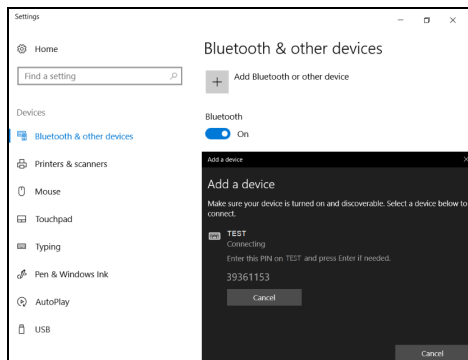 Settings
Home
Find a setting
Devices
Bluetooth & other devices
Printers & scanners
Mouse
Touchpad
Typing
Pen & Windows Ink
AutoPlay
USB
Bluetooth & other devices
Add Bluetooth or other device
Bluetooth
On
Add a device
Add a device
Make sure your device is turned on and discoverable. Select a device below to
connect.
TEST
Connecting
Enter this PIN on TEST and press Enter if needed.
39361153
Cancel
Cancel